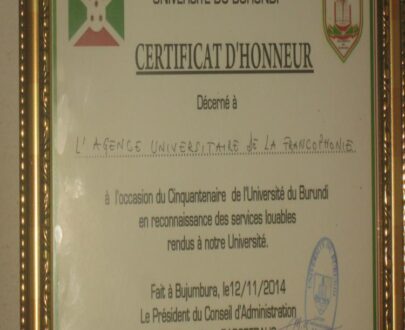 UNIVERSITE DU BURUNDI
CERTIFICAT D'HONNEUR
Décerné à
L'AGENCE UNIVERSITAIRE de LA FRANCOPHONIE
à l'occasion du Cinquantenaire de l'Université du Burundi
en reconnaissance des services louables
rendus à notre Université.
Fait à Bujumbura, le12/11/2014
Le Président du Conseil d'Administration